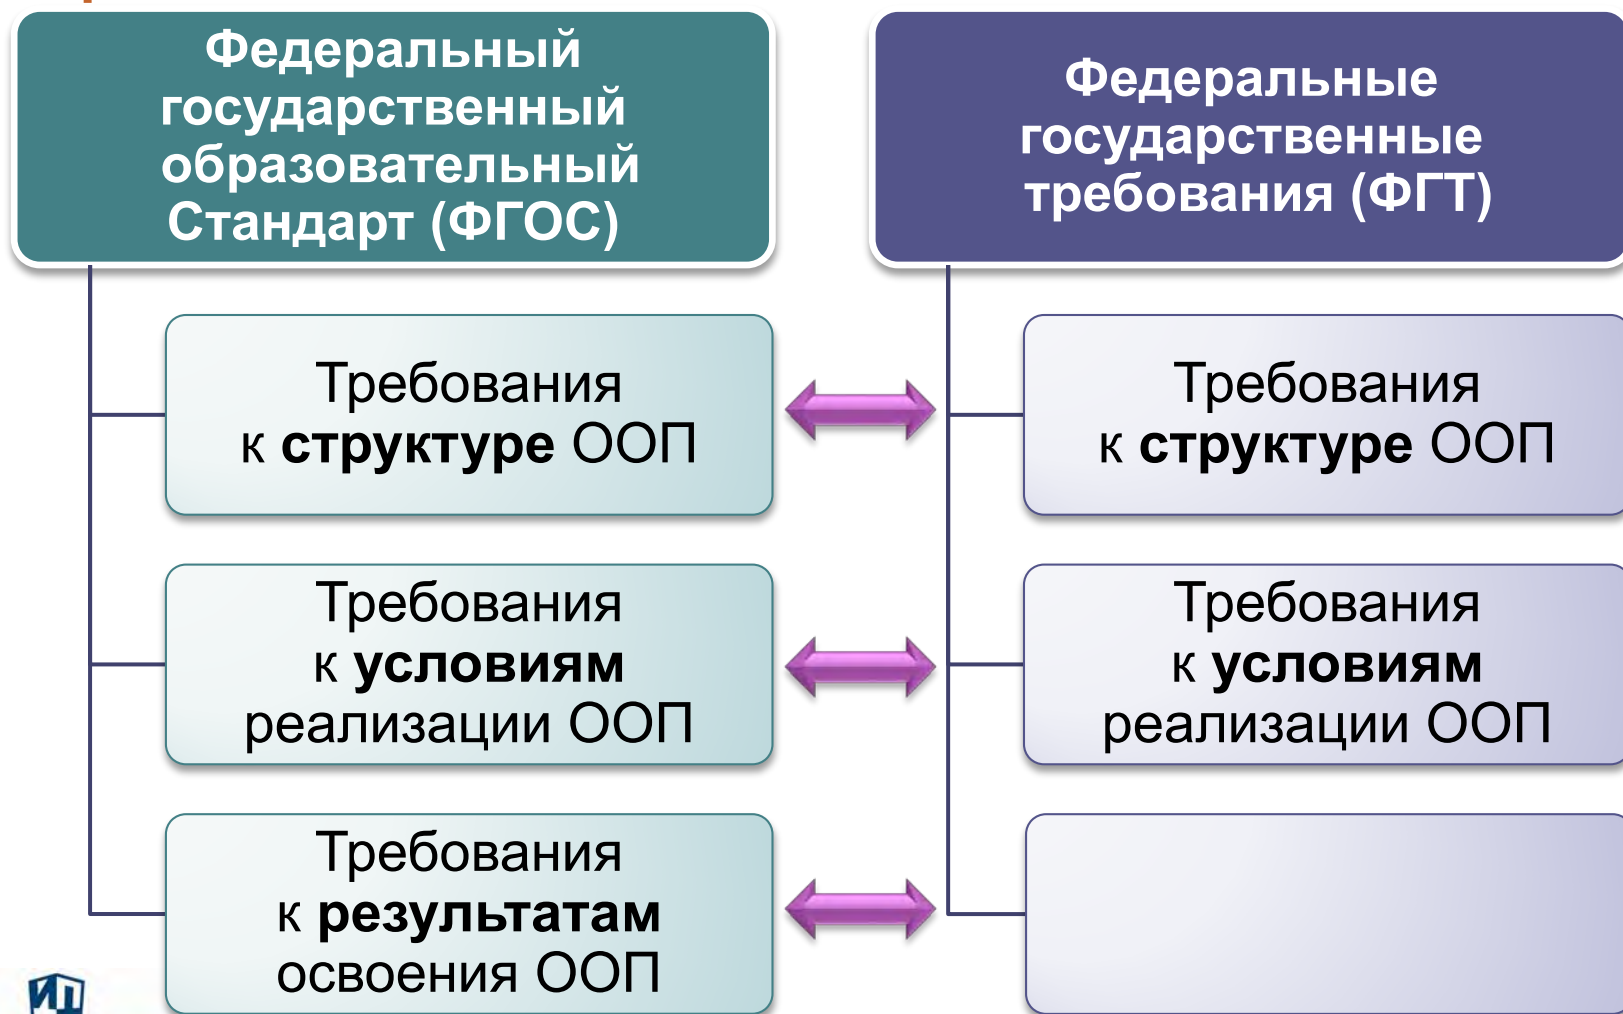 Федеральный
государственный
образовательный
Стандарт (ФГОС)
Требования
к структуре ООП
Требования
к условиям
реализации ООП
Требования
к результатам
освоения ООП
Федеральные
государственные
требования (ФГТ)
Требования
к структуре ООП
Требования
к условиям
реализации ООП